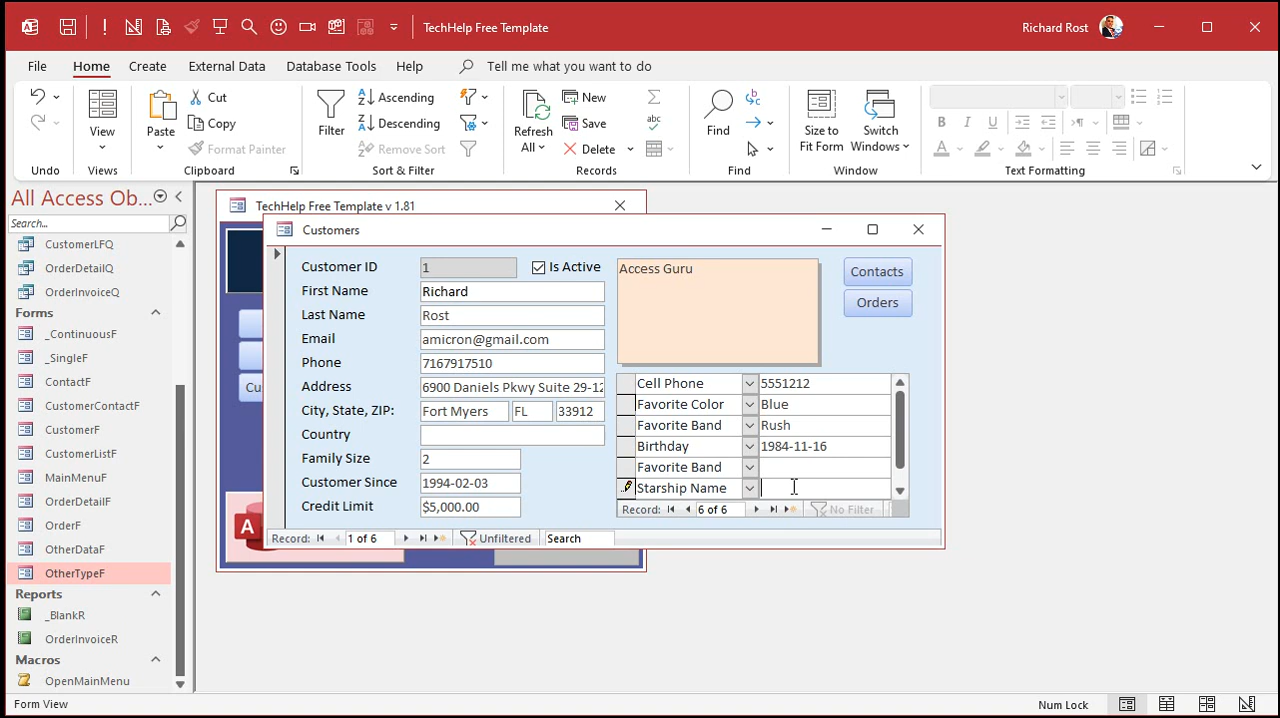 TechHelp Free Template
Richard Rost
File
Home
Create
External Data
Database Tools
Help
Tell me what you want to do
View
Paste
Cut
Copy
Format Painter
Filter
Ascending
Descending
Remove Sort
Refresh
All
New
Save
Delete
Find
Size to
Fit Form
Switch
Windows
B I U
Undo
Views
Clipboard
Sort & Filter
Records
Find
Window
Text Formatting
All Access Ob...
Search...
CustomerLFQ
OrderDetailQ
OrderInvoiceQ
Forms
_ContinuousF
_SingleF
ContactF
CustomerContactF
CustomerF
CustomerListF
MainMenuF
OrderDetailF
OrderF
OtherDataF
OtherTypeF
Reports
_BlankR
OrderInvoiceR
Macros
OpenMainMenu
TechHelp Free Template v 1.81
Cu
A
Customers
Customer ID 1 Is Active
First Name Richard
Last Name Rost
Email amicron@gmail.com
Phone 7167917510
Address 6900 Daniels Pkwy Suite 29-12
City, State, ZIP: Fort Myers FL 33912
Country
Family Size 2
Customer Since 1994-02-03
Credit Limit $5,000.00
Access Guru
Contacts
Orders
Cell Phone 5551212
Favorite Color Blue
Favorite Band Rush
Birthday 1984-11-16
Favorite Band
Starship Name
Record: 6 of 6 No Filter
Record: 1 of 6 Unfiltered Search
Form View
Num Lock